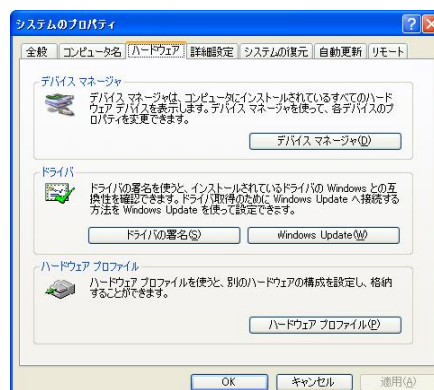 システムのプロパティ
全般 コンピュータ名 ハードウェア 詳細設定 システムの復元 自動更新 リモート
デバイス マネージャ
デバイス マネージャは、コンピュータにインストールされているすべてのハード
ウェア デバイスを表示します。デバイス マネージャを使って、各デバイスのプ
ロパティを変更できます。
デバイス マネージャ(D)
ドライバ
ドライバの署名を使うと、インストールされているドライバの Windows との互
換性を確認できます。ドライバ取得のために Windows Update へ接続する
方法を Windows Update を使って設定できます。
ドライバの署名(S) Windows Update(W)
ハードウェア プロファイル
ハードウェア プロファイルを使うと、別のハードウェアの構成を設定し、格納
することができます。
ハードウェア プロファイル(P)
OK キャンセル 適用(A)